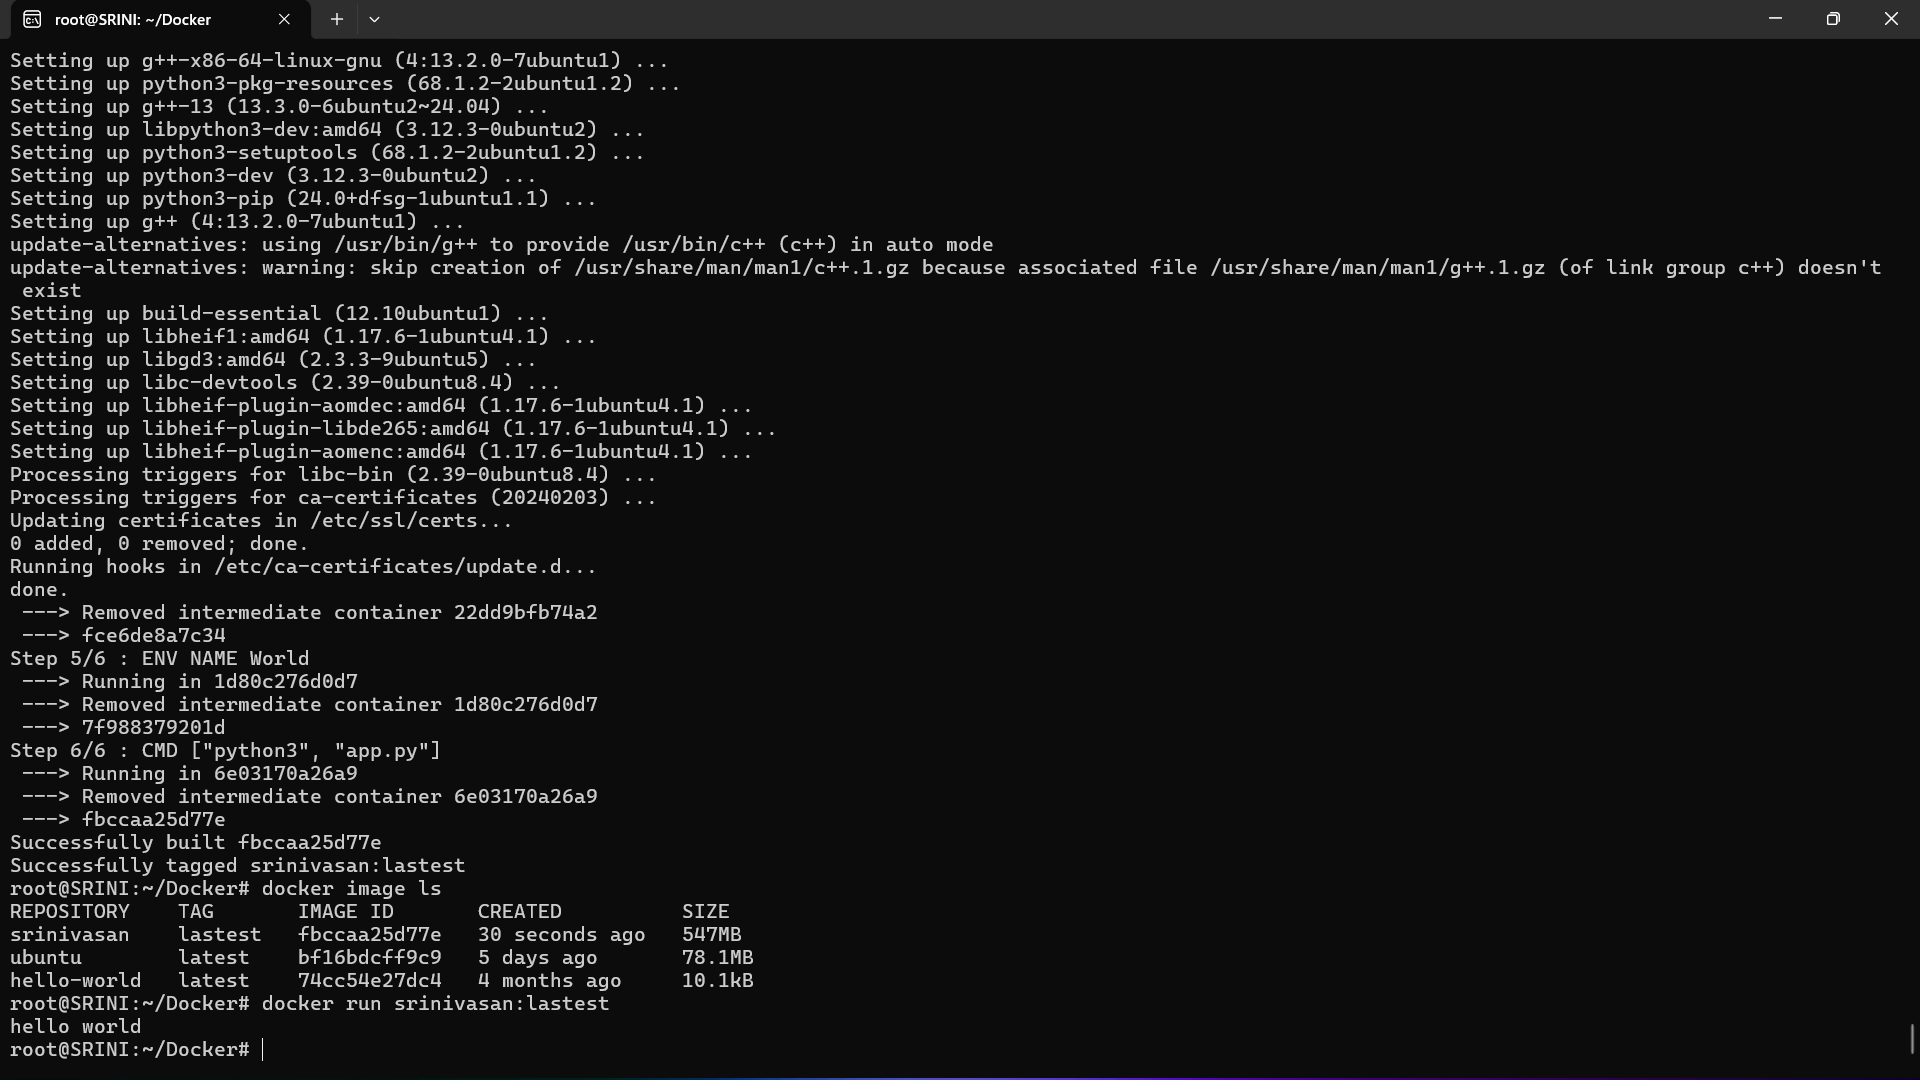 root@SRINI: ~/Docker
Setting up g++-x86-64-linux-gnu (4:13.2.0-7ubuntu1) ...
Setting up python3-pkg-resources (68.1.2-2ubuntu1.2) ...
Setting up g++-13 (13.3.0-6ubuntu2~24.04) ...
Setting up libpython3-dev:amd64 (3.12.3-0ubuntu2) ...
Setting up python3-setuptools (68.1.2-2ubuntu1.2) ...
Setting up python3-dev (3.12.3-0ubuntu2) ...
Setting up python3-pip (24.0+dfsg-1ubuntu1.1) ...
Setting up g++ (4:13.2.0-7ubuntu1) ...
update-alternatives: using /usr/bin/g++ to provide /usr/bin/c++ (c++) in auto mode
update-alternatives: warning: skip creation of /usr/share/man/man1/c++.1.gz because associated file /usr/share/man/man1/g++.1.gz (of link group c++) doesn't
 exist
Setting up build-essential (12.10ubuntu1) ...
Setting up libheif1:amd64 (1.17.6-1ubuntu4.1) ...
Setting up libgd3:amd64 (2.3.3-9ubuntu5) ...
Setting up libc-devtools (2.39-0ubuntu8.4) ...
Setting up libheif-plugin-aomdec:amd64 (1.17.6-1ubuntu4.1) ...
Setting up libheif-plugin-libde265:amd64 (1.17.6-1ubuntu4.1) ...
Setting up libheif-plugin-aomenc:amd64 (1.17.6-1ubuntu4.1) ...
Processing triggers for libc-bin (2.39-0ubuntu8.4) ...
Processing triggers for ca-certificates (20240203) ...
Updating certificates in /etc/ssl/certs...
0 added, 0 removed; done.
Running hooks in /etc/ca-certificates/update.d...
done.
 ---> Removed intermediate container 22dd9bfb74a2
 ---> fce6de8a7c34
Step 5/6 : ENV NAME World
 ---> Running in 1d80c276d0d7
 ---> Removed intermediate container 1d80c276d0d7
 ---> 7f988379201d
Step 6/6 : CMD ["python3", "app.py"]
 ---> Running in 6e03170a26a9
 ---> Removed intermediate container 6e03170a26a9
 ---> fbccaa25d77e
Successfully built fbccaa25d77e
Successfully tagged srinivasan:lastest
root@SRINI:~/Docker# docker image ls
REPOSITORY    TAG       IMAGE ID       CREATED          SIZE
srinivasan    lastest   fbccaa25d77e   30 seconds ago   547MB
ubuntu        latest    bf16bdcff9c9   5 days ago       78.1MB
hello-world   latest    74cc54e27dc4   4 months ago     10.1kB
root@SRINI:~/Docker# docker run srinivasan:lastest
hello world
root@SRINI:~/Docker#